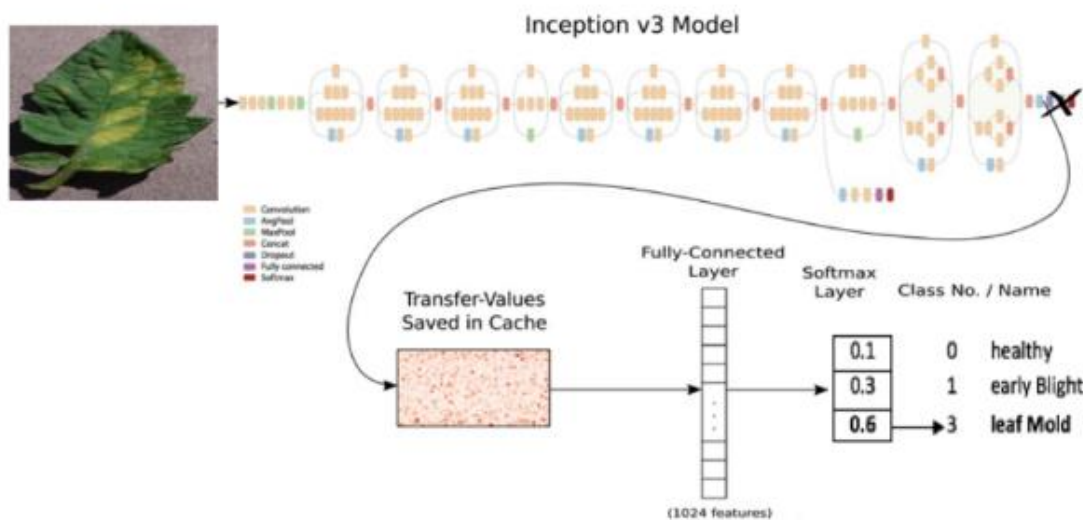 Inception v3 Model
Convolution
AvgPool
MaxPool
Concat
Dropout
Fully connected
Softmax
Transfer-Values
Saved in Cache
Fully-Connected
Layer
(1024 features)
Softmax
Layer
Class No. / Name
0.1 0 healthy
0.3 1 early Blight
0.6 3 leaf Mold